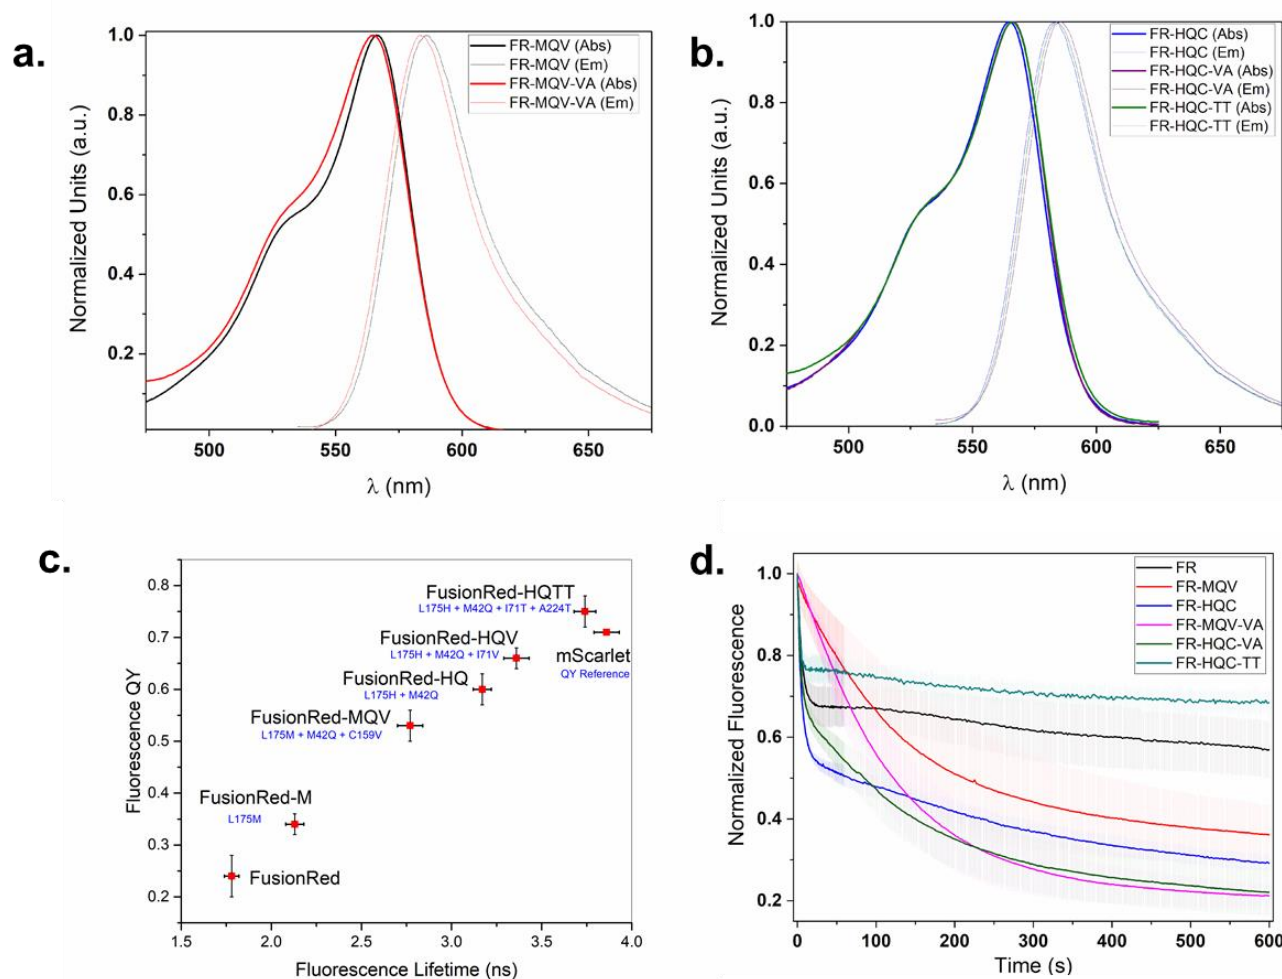 a.
Normalized Units (a.u.)
1.0
0.8
0.6
0.4
0.2
FR-MQV (Abs)
FR-MQV (Em)
FR-MQV-VA (Abs)
FR-MQV-VA (Em)
500
550
600
650
λ (nm)
b.
Normalized Units (a.u.)
1.0
0.8
0.6
0.4
0.2
0.0
FR-HQC (Abs)
FR-HQC (Em)
FR-HQC-VA (Abs)
FR-HQC-VA (Em)
FR-HQC-TT (Abs)
FR-HQC-TT (Em)
500
550
600
650
λ (nm)
c.
Fluorescence QY
0.8
0.7
0.6
0.5
0.4
0.3
0.2
FusionRed-HQTT
L175H + M42Q + I71T + A224T
FusionRed-HQV
L175H + M42Q + I71V
mScarlet
QY Reference
FusionRed-HQ
L175H + M42Q
FusionRed-MQV
L175M + M42Q + C159V
FusionRed-M
L175M
FusionRed
1.5
2.0
2.5
3.0
3.5
4.0
Fluorescence Lifetime (ns)
d.
Normalized Fluorescence
1.0
0.8
0.6
0.4
0.2
FR
FR-MQV
FR-HQC
FR-MQV-VA
FR-HQC-VA
FR-HQC-TT
0
100
200
300
400
500
600
Time (s)